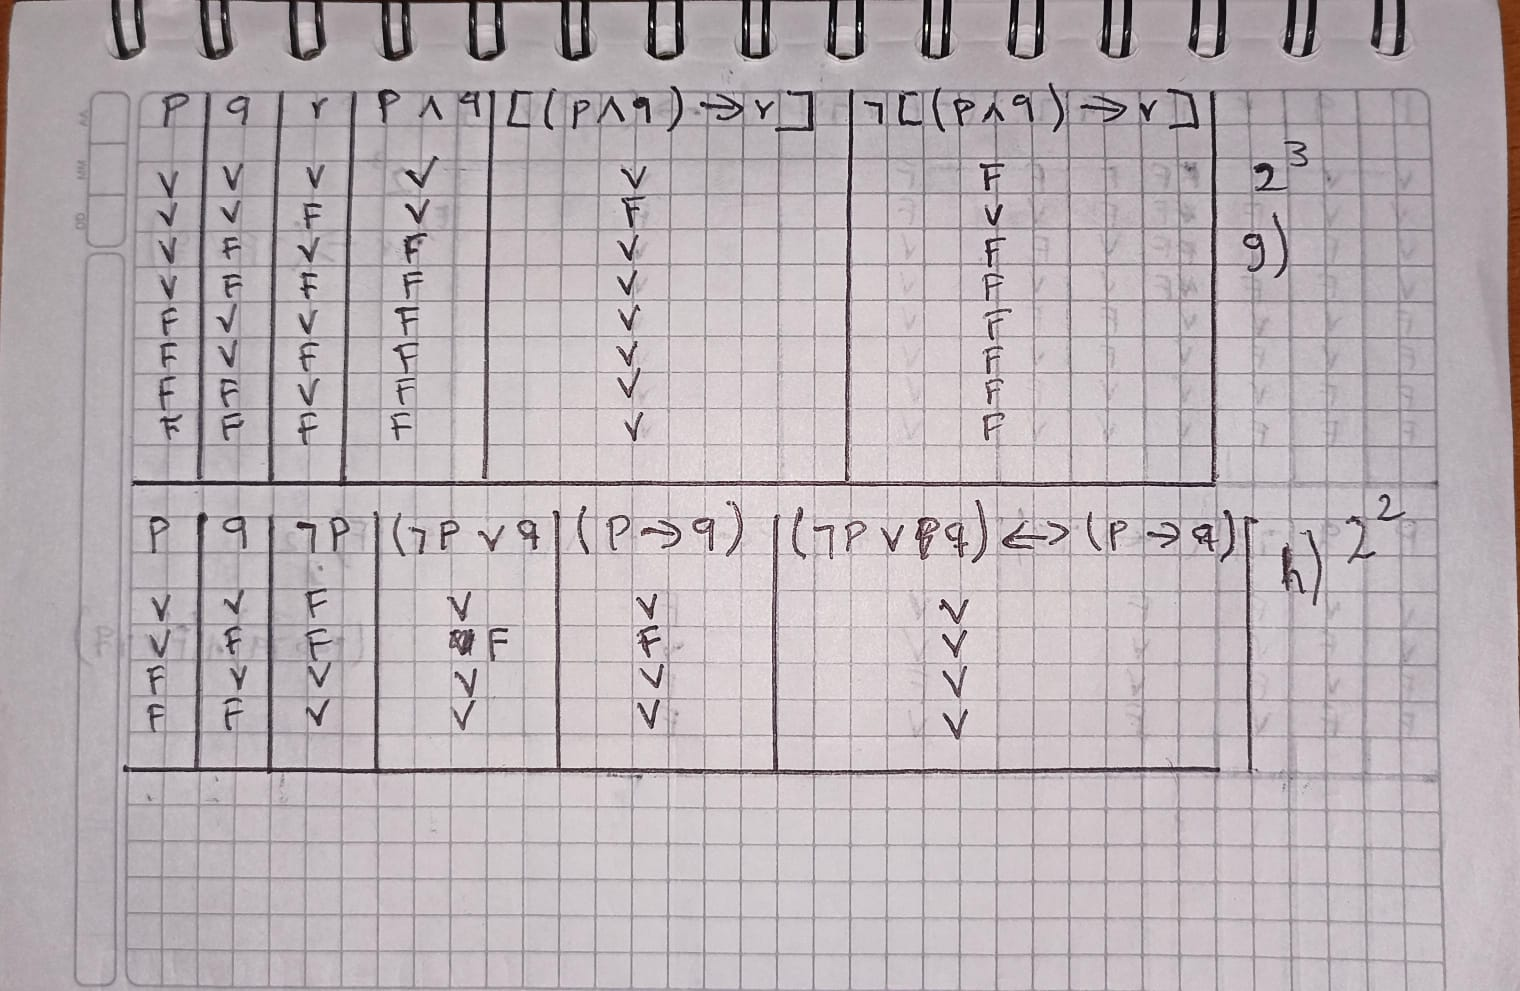 p | q | r | p ∧ q | [(p∧q) → r] | ¬[(p∧q) → r] |
V V V V V F 2³
V V F V F V
V F V F V F g)
V F F F V F
F V V F V F
F V F F V F
F F V F V F
F F F F V F
p | q | ¬p | (¬p ∨ q | (p → q) | (¬p ∨ q) <-> (p → q) | h) 2²
V V F V V V
V F F F F V
F V V V V V
F F V V V V